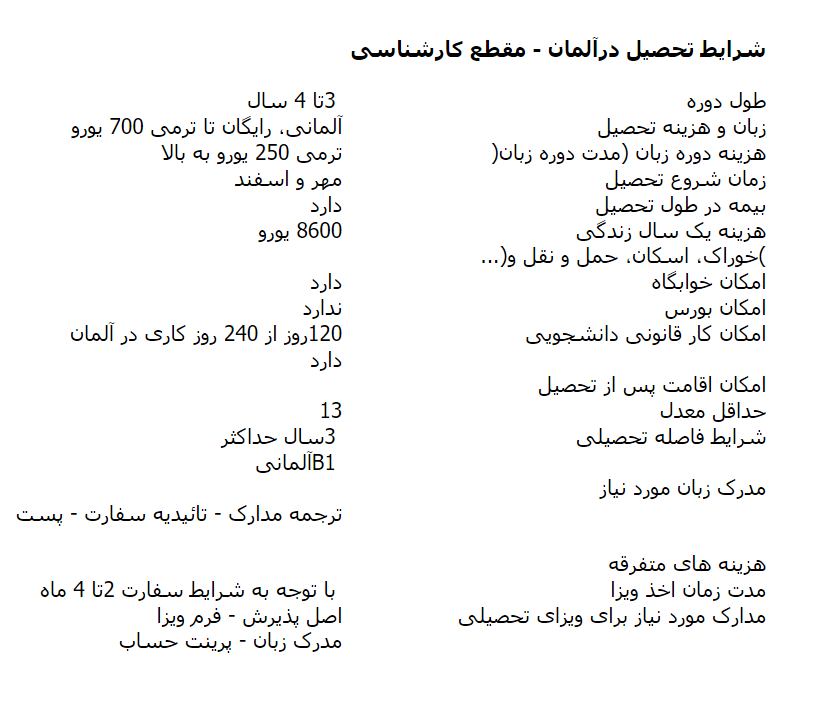 شرایط تحصیل درآلمان - مقطع کارشناسی
طول دوره 3تا 4 سال
زبان و هزینه تحصیل آلمانی، رایگان تا ترمی 700 یورو
هزینه دوره زبان (مدت دوره زبان( ترمی 250 یورو به بالا
زمان شروع تحصیل مهر و اسفند
بیمه در طول تحصیل دارد
هزینه یک سال زندگی 8600 یورو
)خوراک، اسکان، حمل و نقل و(...
امکان خوابگاه دارد
امکان بورس ندارد
امکان کار قانونی دانشجویی 120روز از 240 روز کاری در آلمان
دارد
امکان اقامت پس از تحصیل
حداقل معدل 13
شرایط فاصله تحصیلی 3سال حداکثر
B1آلمانی
مدرک زبان مورد نیاز
ترجمه مدارک - تائیدیه سفارت - پست
هزینه های متفرقه
مدت زمان اخذ ویزا با توجه به شرایط سفارت 2تا 4 ماه
مدارک مورد نیاز برای ویزای تحصیلی اصل پذیرش - فرم ویزا
مدرک زبان - پرینت حساب